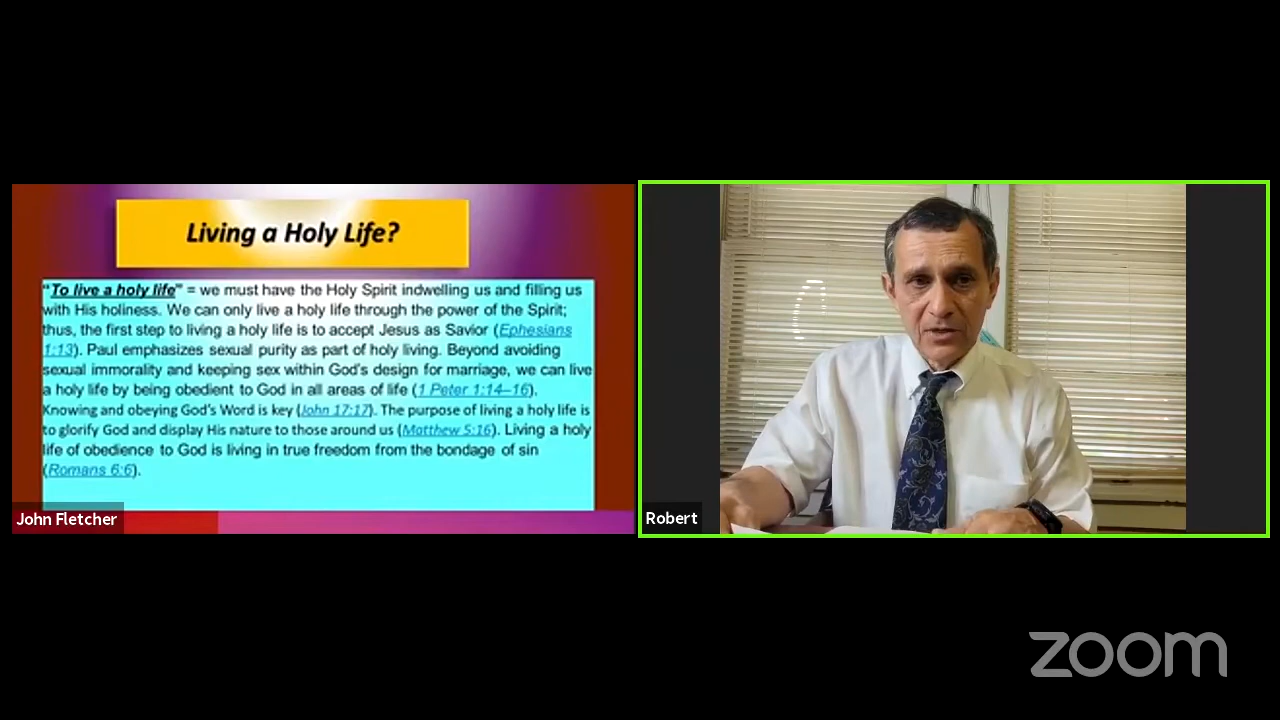 Living a Holy Life?
“To live a holy life” = we must have the Holy Spirit indwelling us and filling us
with His holiness. We can only live a holy life through the power of the Spirit;
thus, the first step to living a holy life is to accept Jesus as Savior (Ephesians
1:13). Paul emphasizes sexual purity as part of holy living. Beyond avoiding
sexual immorality and keeping sex within God’s design for marriage, we can live
a holy life by being obedient to God in all areas of life (1 Peter 1:14–16).
Knowing and obeying God’s Word is key (John 17:17). The purpose of living a holy life is
to glorify God and display His nature to those around us (Matthew 5:16). Living a holy
life of obedience to God is living in true freedom from the bondage of sin
(Romans 6:6).
John Fletcher
Robert
zoom